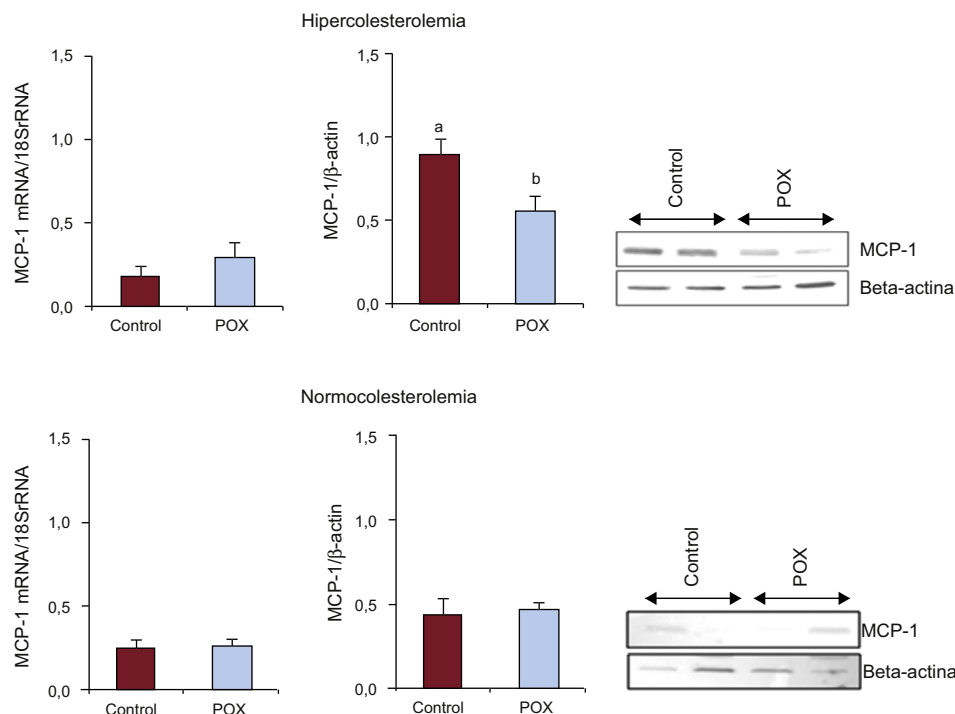 Hipercolesterolemia
MCP-1 mRNA/18SrRNA
1,5
1,0
0,5
0,0
Control
POX
MCP-1/β-actin
1,5
1,0
0,5
0,0
a
b
Control
POX
Control
POX
MCP-1
Beta-actina
Normocolesterolemia
MCP-1 mRNA/18SrRNA
1,5
1,0
0,5
0,0
Control
POX
MCP-1/β-actin
1,5
1,0
0,5
0,0
Control
POX
Control
POX
MCP-1
Beta-actina